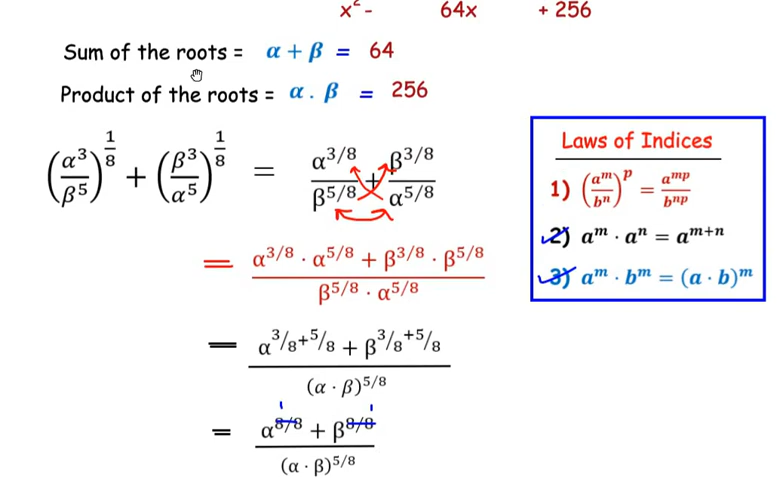 x² - 64x + 256
Sum of the roots = α + β = 64
Product of the roots = α . β = 256
(α³/β⁵)^(1/8) + (β³/α⁵)^(1/8) = α^(3/8)/β^(5/8) + β^(3/8)/α^(5/8)
= (α^(3/8) · α^(5/8) + β^(3/8) · β^(5/8))/(β^(5/8) · α^(5/8))
= (α^(3/8+5/8) + β^(3/8+5/8))/(α · β)^(5/8)
1 1
= (α^(8/8) + β^(8/8))/(α · β)^(5/8)
Laws of Indices
1) (a^m/b^n)^p = a^(mp)/b^(np)
2) a^m · a^n = a^(m+n)
3) a^m · b^m = (a · b)^m